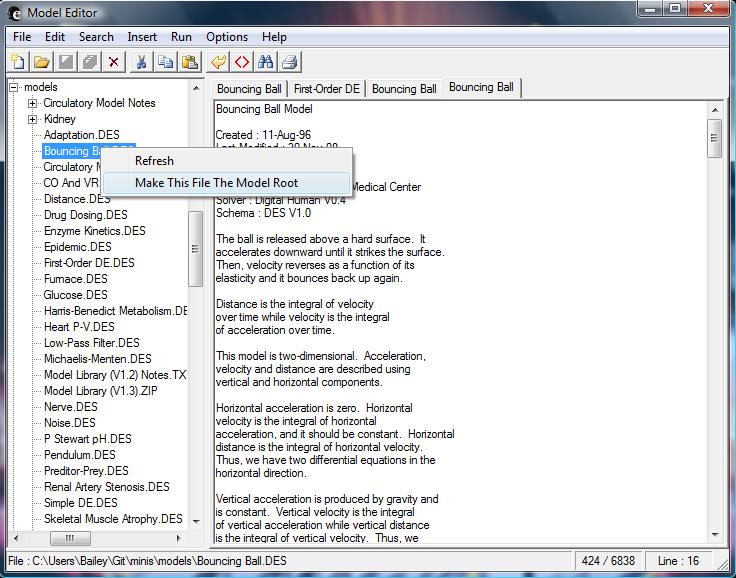 Model Editor
File Edit Search Insert Run Options Help
models
Circulatory Model Notes
Kidney
Adaptation.DES
Bouncing Ball.DES
Circulatory M
CO And VR
Distance.DES
Drug Dosing.DES
Enzyme Kinetics.DES
Epidemic.DES
First-Order DE.DES
Furnace.DES
Glucose.DES
Harris-Benedict Metabolism.DE
Heart P-V.DES
Low-Pass Filter.DES
Michaelis-Menten.DES
Model Library (V1.2) Notes.TX
Model Library (V1.3).ZIP
Nerve.DES
Noise.DES
P Stewart pH.DES
Pendulum.DES
Preditor-Prey.DES
Renal Artery Stenosis.DES
Simple DE.DES
Skeletal Muscle Atrophy.DES
Refresh
Make This File The Model Root
Bouncing Ball First-Order DE Bouncing Ball Bouncing Ball
Bouncing Ball Model
Created : 11-Aug-96
Last Modified : 20-Nov-08
Medical Center
Solver : Digital Human V0.4
Schema : DES V1.0
The ball is released above a hard surface. It
accelerates downward until it strikes the surface.
Then, velocity reverses as a function of its
elasticity and it bounces back up again.
Distance is the integral of velocity
over time while velocity is the integral
of acceleration over time.
This model is two-dimensional. Acceleration,
velocity and distance are described using
vertical and horizontal components.
Horizontal acceleration is zero. Horizontal
velocity is the integral of horizontal
acceleration, and it should be constant. Horizontal
distance is the integral of horizontal velocity.
Thus, we have two differential equations in the
horizontal direction.
Vertical acceleration is produced by gravity and
is constant. Vertical velocity is the integral
of vertical acceleration while vertical distance
is the integral of vertical velocity. Thus, we
File : C:\Users\Bailey\Git\minis\models\Bouncing Ball.DES 424 / 6838 Line : 16